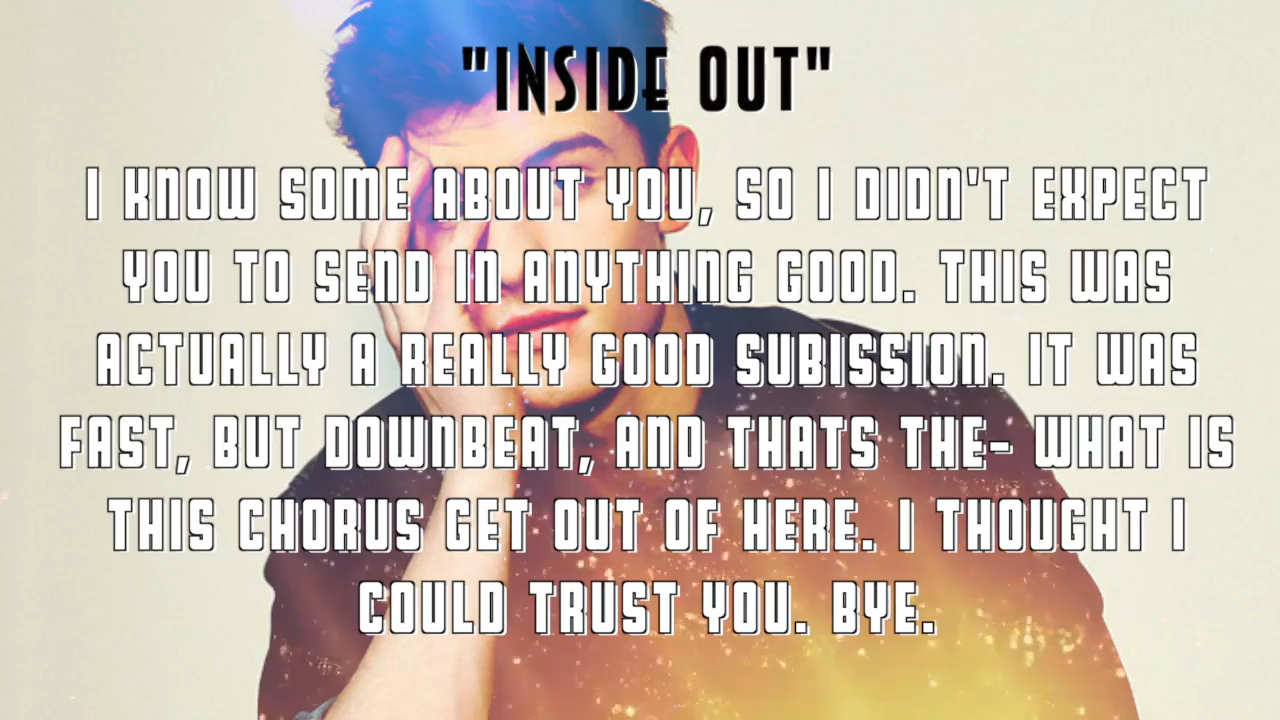 "INSIDE OUT"
I KNOW SOME ABOUT YOU, SO I DIDN'T EXPECT
YOU TO SEND IN ANYTHING GOOD. THIS WAS
ACTUALLY A REALLY GOOD SUBISSION. IT WAS
FAST, BUT DOWNBEAT, AND THATS THE- WHAT IS
THIS CHORUS GET OUT OF HERE. I THOUGHT I
COULD TRUST YOU. BYE.